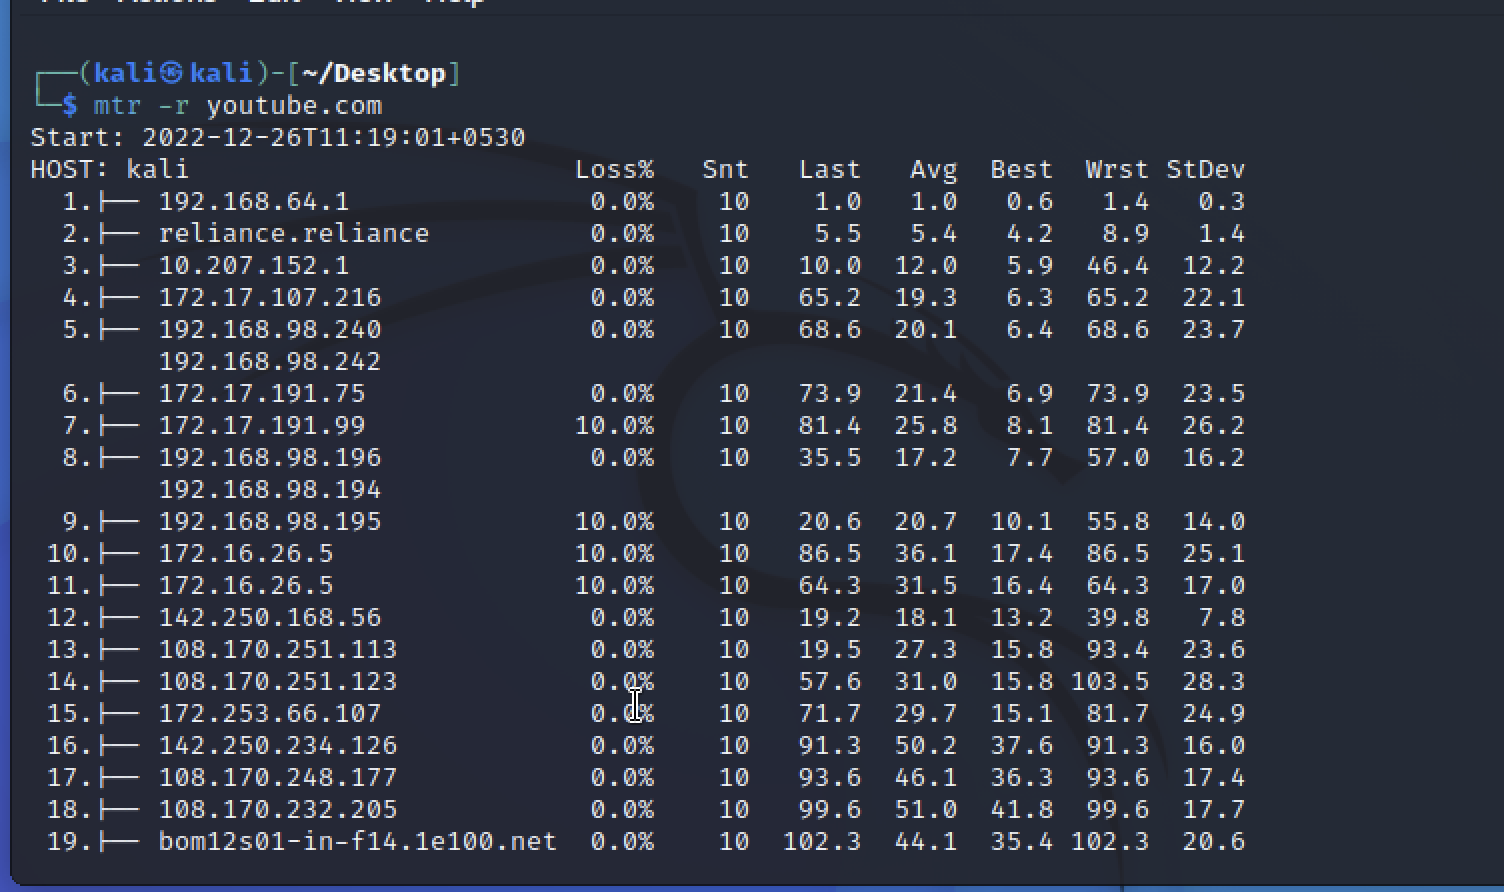 File Actions Edit View Help
┌──(kali㉿kali)-[~/Desktop]
└─$ mtr -r youtube.com
Start: 2022-12-26T11:19:01+0530
HOST: kali Loss% Snt Last Avg Best Wrst StDev
1.├── 192.168.64.1 0.0% 10 1.0 1.0 0.6 1.4 0.3
2.├── reliance.reliance 0.0% 10 5.5 5.4 4.2 8.9 1.4
3.├── 10.207.152.1 0.0% 10 10.0 12.0 5.9 46.4 12.2
4.├── 172.17.107.216 0.0% 10 65.2 19.3 6.3 65.2 22.1
5.├── 192.168.98.240 0.0% 10 68.6 20.1 6.4 68.6 23.7
192.168.98.242
6.├── 172.17.191.75 0.0% 10 73.9 21.4 6.9 73.9 23.5
7.├── 172.17.191.99 10.0% 10 81.4 25.8 8.1 81.4 26.2
8.├── 192.168.98.196 0.0% 10 35.5 17.2 7.7 57.0 16.2
192.168.98.194
9.├── 192.168.98.195 10.0% 10 20.6 20.7 10.1 55.8 14.0
10.├── 172.16.26.5 10.0% 10 86.5 36.1 17.4 86.5 25.1
11.├── 172.16.26.5 10.0% 10 64.3 31.5 16.4 64.3 17.0
12.├── 142.250.168.56 0.0% 10 19.2 18.1 13.2 39.8 7.8
13.├── 108.170.251.113 0.0% 10 19.5 27.3 15.8 93.4 23.6
14.├── 108.170.251.123 0.0% 10 57.6 31.0 15.8 103.5 28.3
15.├── 172.253.66.107 0.0% 10 71.7 29.7 15.1 81.7 24.9
16.├── 142.250.234.126 0.0% 10 91.3 50.2 37.6 91.3 16.0
17.├── 108.170.248.177 0.0% 10 93.6 46.1 36.3 93.6 17.4
18.├── 108.170.232.205 0.0% 10 99.6 51.0 41.8 99.6 17.7
19.├── bom12s01-in-f14.1e100.net 0.0% 10 102.3 44.1 35.4 102.3 20.6